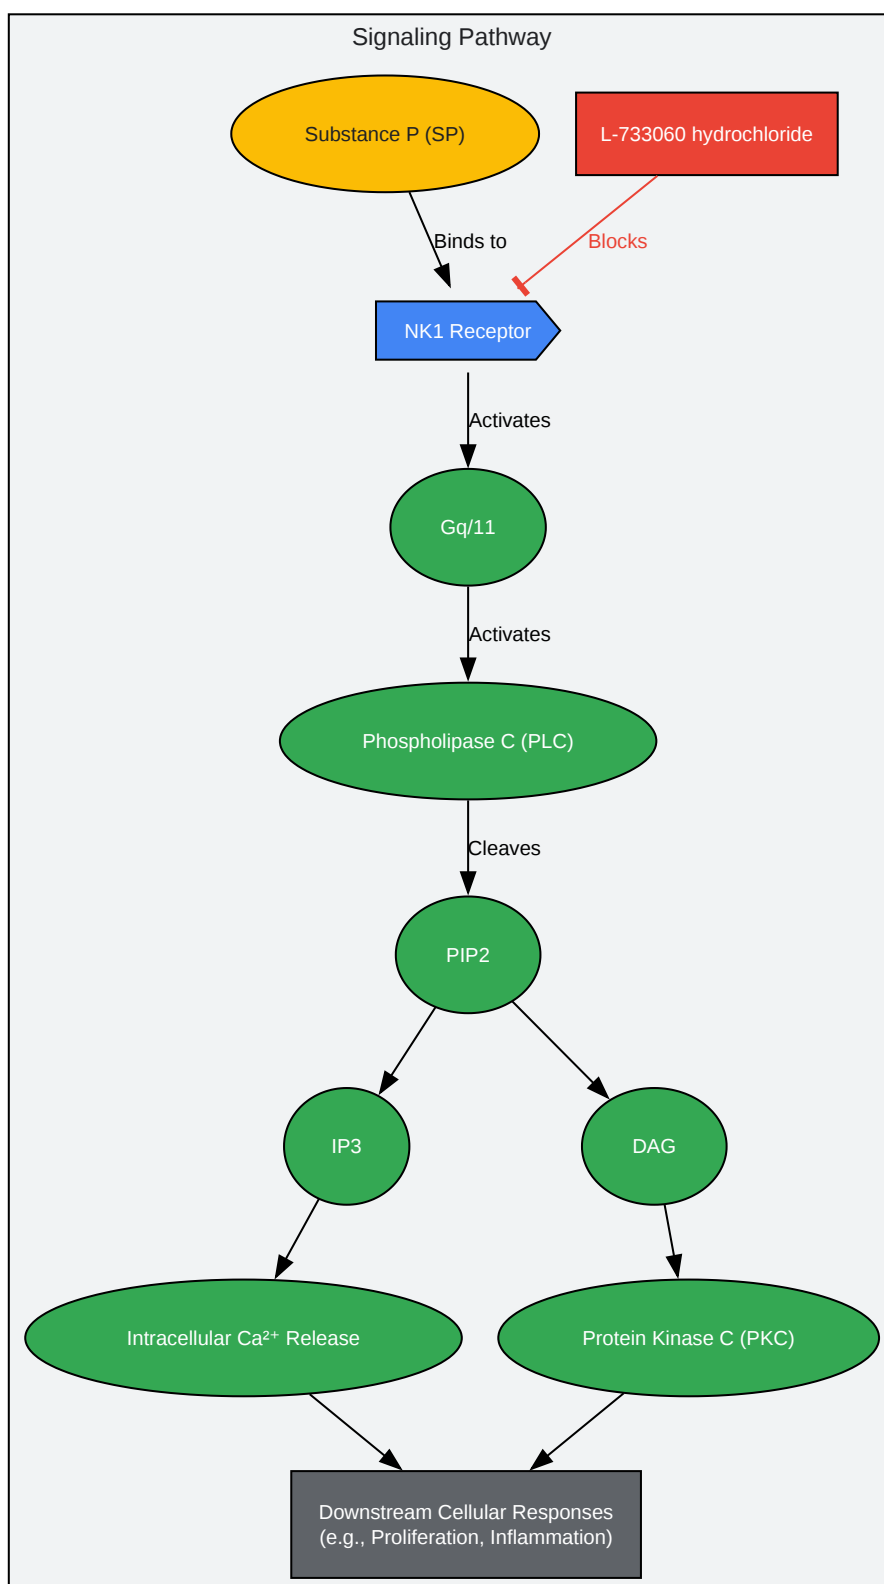 Signaling Pathway
Substance P (SP)
L-733060 hydrochloride
Binds to
Blocks
NK1 Receptor
Activates
Gq/11
Activates
Phospholipase C (PLC)
Cleaves
PIP2
IP3
DAG
Intracellular Ca²⁺ Release
Protein Kinase C (PKC)
Downstream Cellular Responses
(e.g., Proliferation, Inflammation)